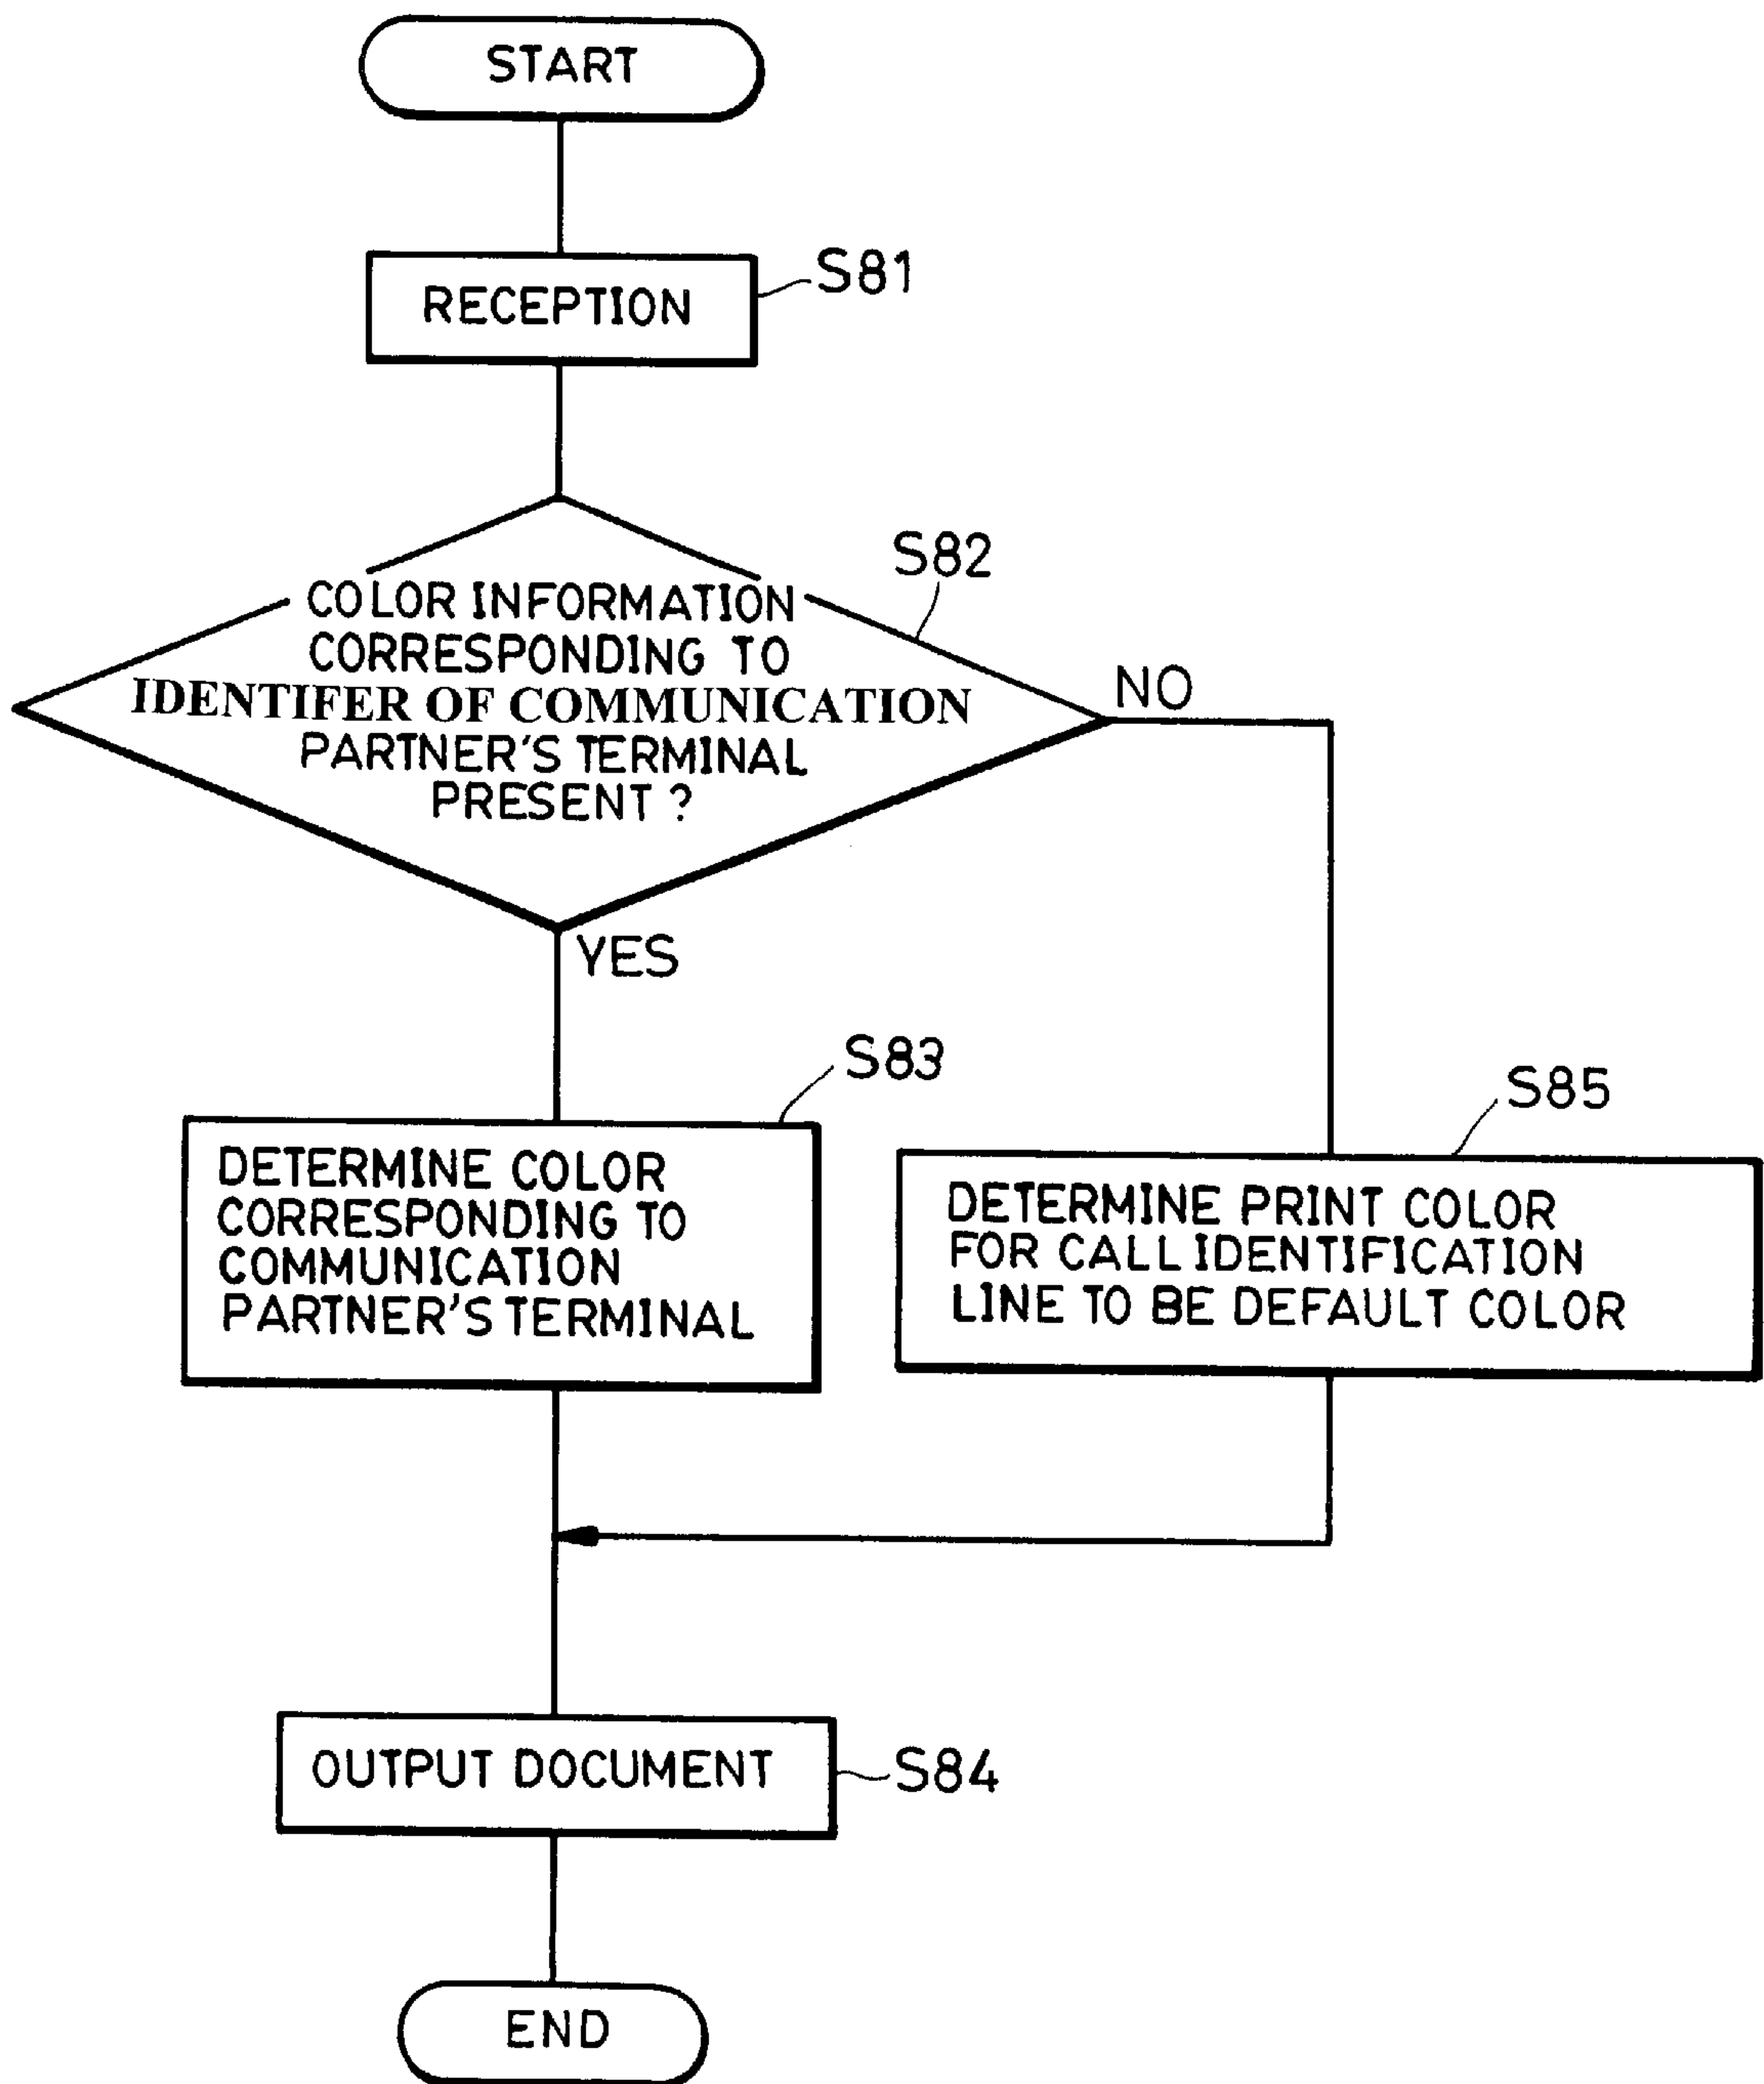 START
RECEPTION
S81
S82
COLOR INFORMATION
CORRESPONDING TO
IDENTIFER OF COMMUNICATION
PARTNER'S TERMINAL
PRESENT ?
NO
YES
S83
DETERMINE COLOR
CORRESPONDING TO
COMMUNICATION
PARTNER'S TERMINAL
S85
DETERMINE PRINT COLOR
FOR CALL IDENTIFICATION
LINE TO BE DEFAULT COLOR
OUTPUT DOCUMENT
S84
END